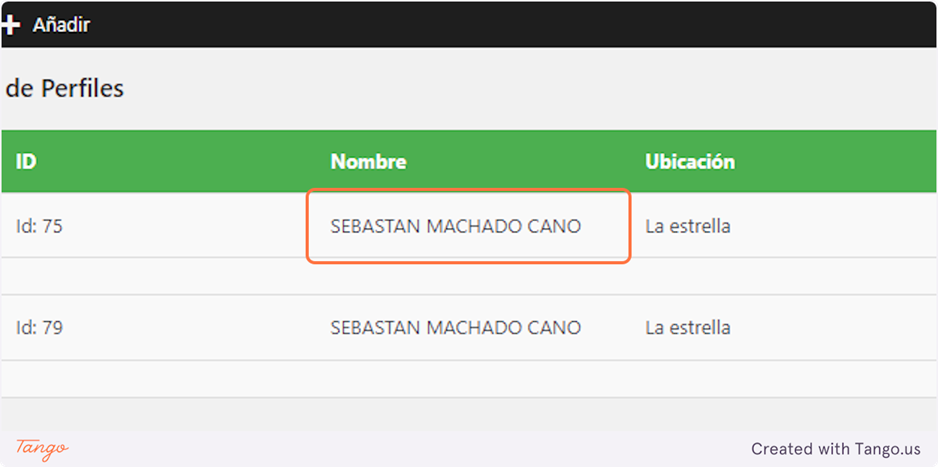 Añadir
de Perfiles
ID Nombre Ubicación
Id: 75 SEBASTAN MACHADO CANO La estrella
Id: 79 SEBASTAN MACHADO CANO La estrella
Tango Created with Tango.us